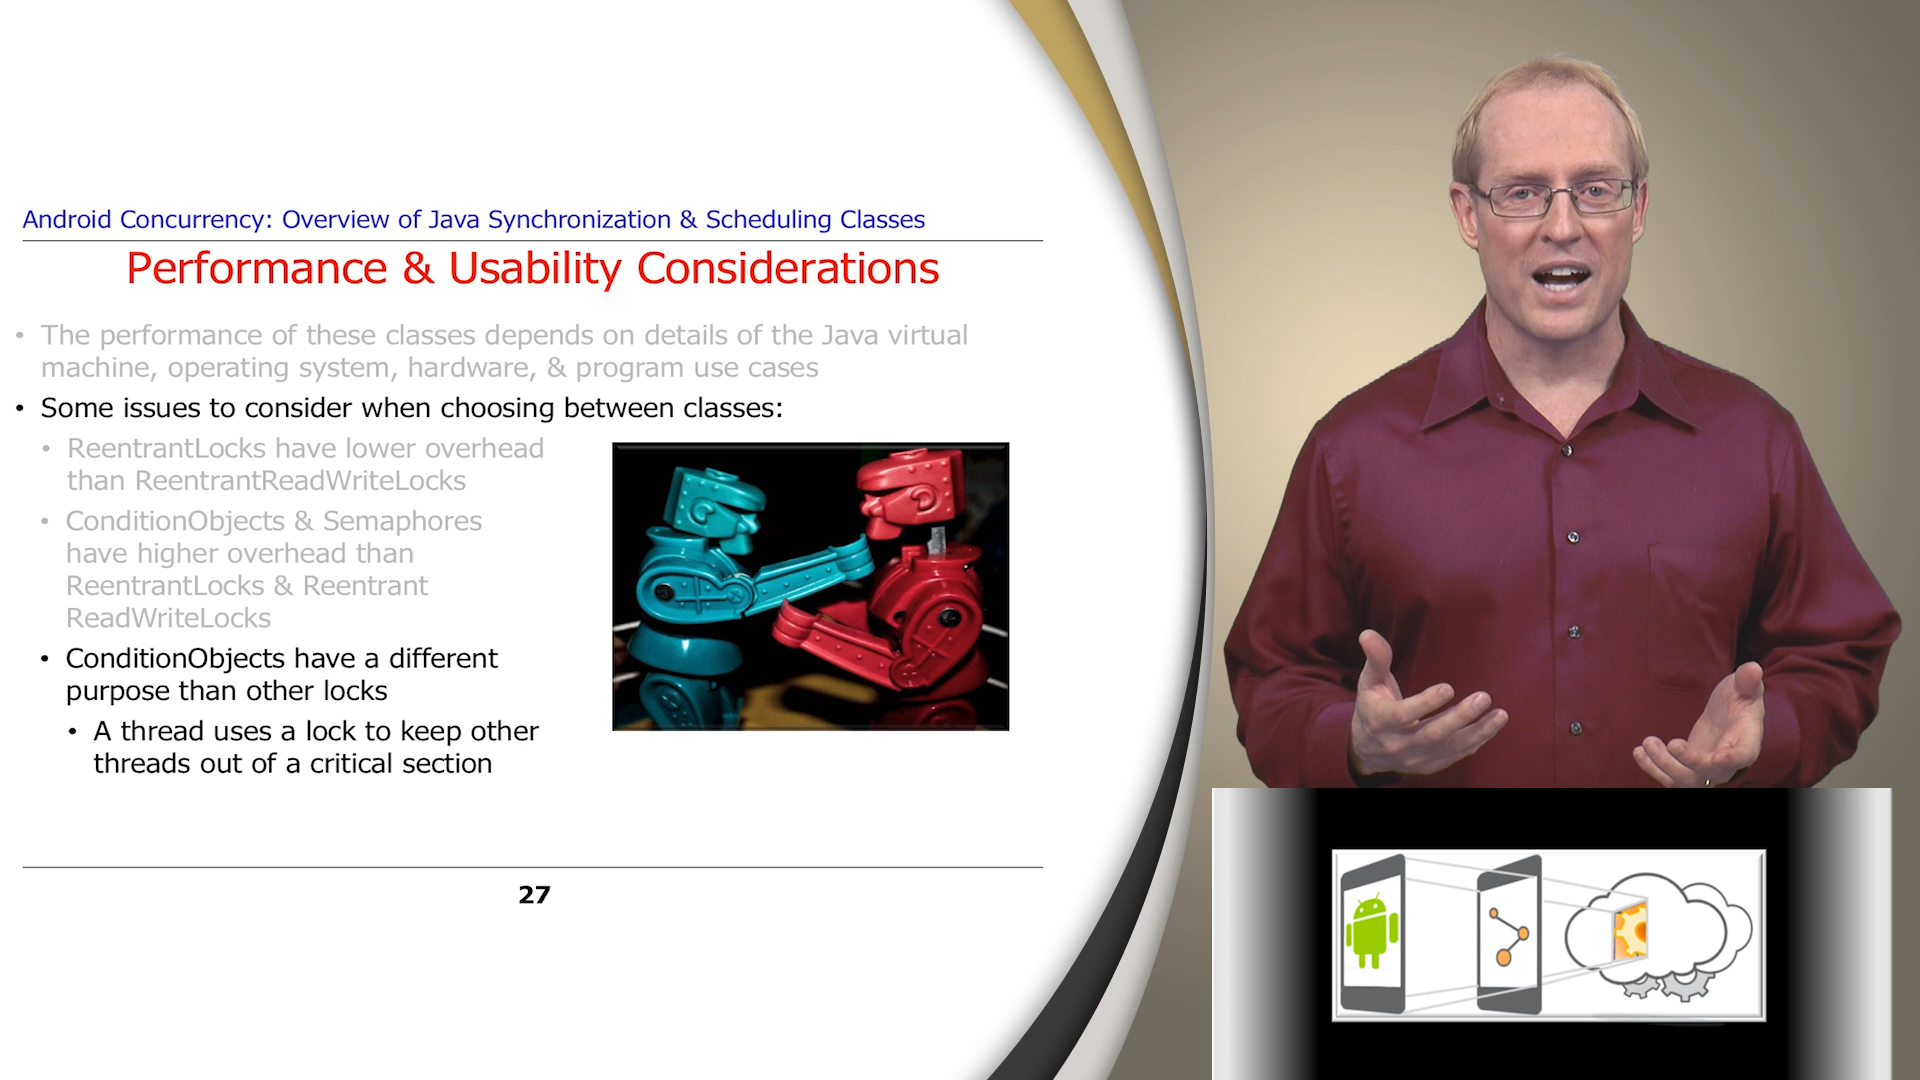 Android Concurrency: Overview of Java Synchronization & Scheduling Classes
Performance & Usability Considerations
• The performance of these classes depends on details of the Java virtual
machine, operating system, hardware, & program use cases
• Some issues to consider when choosing between classes:
• ReentrantLocks have lower overhead
than ReentrantReadWriteLocks
• ConditionObjects & Semaphores
have higher overhead than
ReentrantLocks & Reentrant
ReadWriteLocks
• ConditionObjects have a different
purpose than other locks
• A thread uses a lock to keep other
threads out of a critical section
27